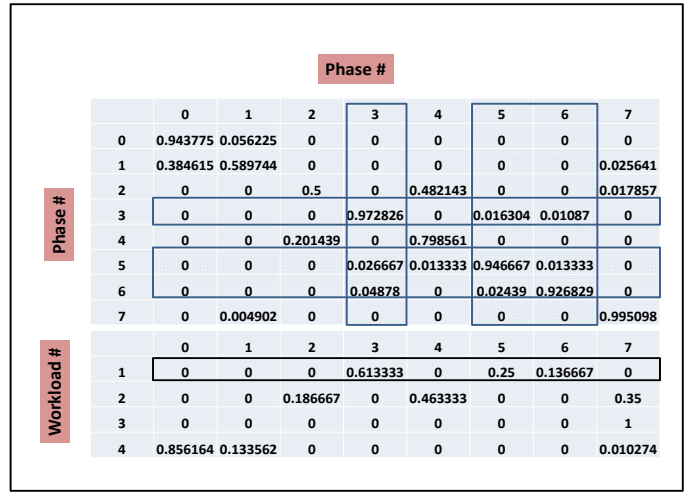 Phase #
0 1 2 3 4 5 6 7
0 0.943775 0.056225 0 0 0 0 0 0
1 0.384615 0.589744 0 0 0 0 0 0.025641
2 0 0 0.5 0 0.482143 0 0 0.017857
3 0 0 0 0.972826 0 0.016304 0.01087 0
4 0 0 0.201439 0 0.798561 0 0 0
5 0 0 0 0.026667 0.013333 0.946667 0.013333 0
6 0 0 0 0.04878 0 0.02439 0.926829 0
7 0 0.004902 0 0 0 0 0 0.995098
Phase #
0 1 2 3 4 5 6 7
1 0 0 0 0.613333 0 0.25 0.136667 0
2 0 0 0.186667 0 0.463333 0 0 0.35
3 0 0 0 0 0 0 0 1
4 0.856164 0.133562 0 0 0 0 0 0.010274
Workload #